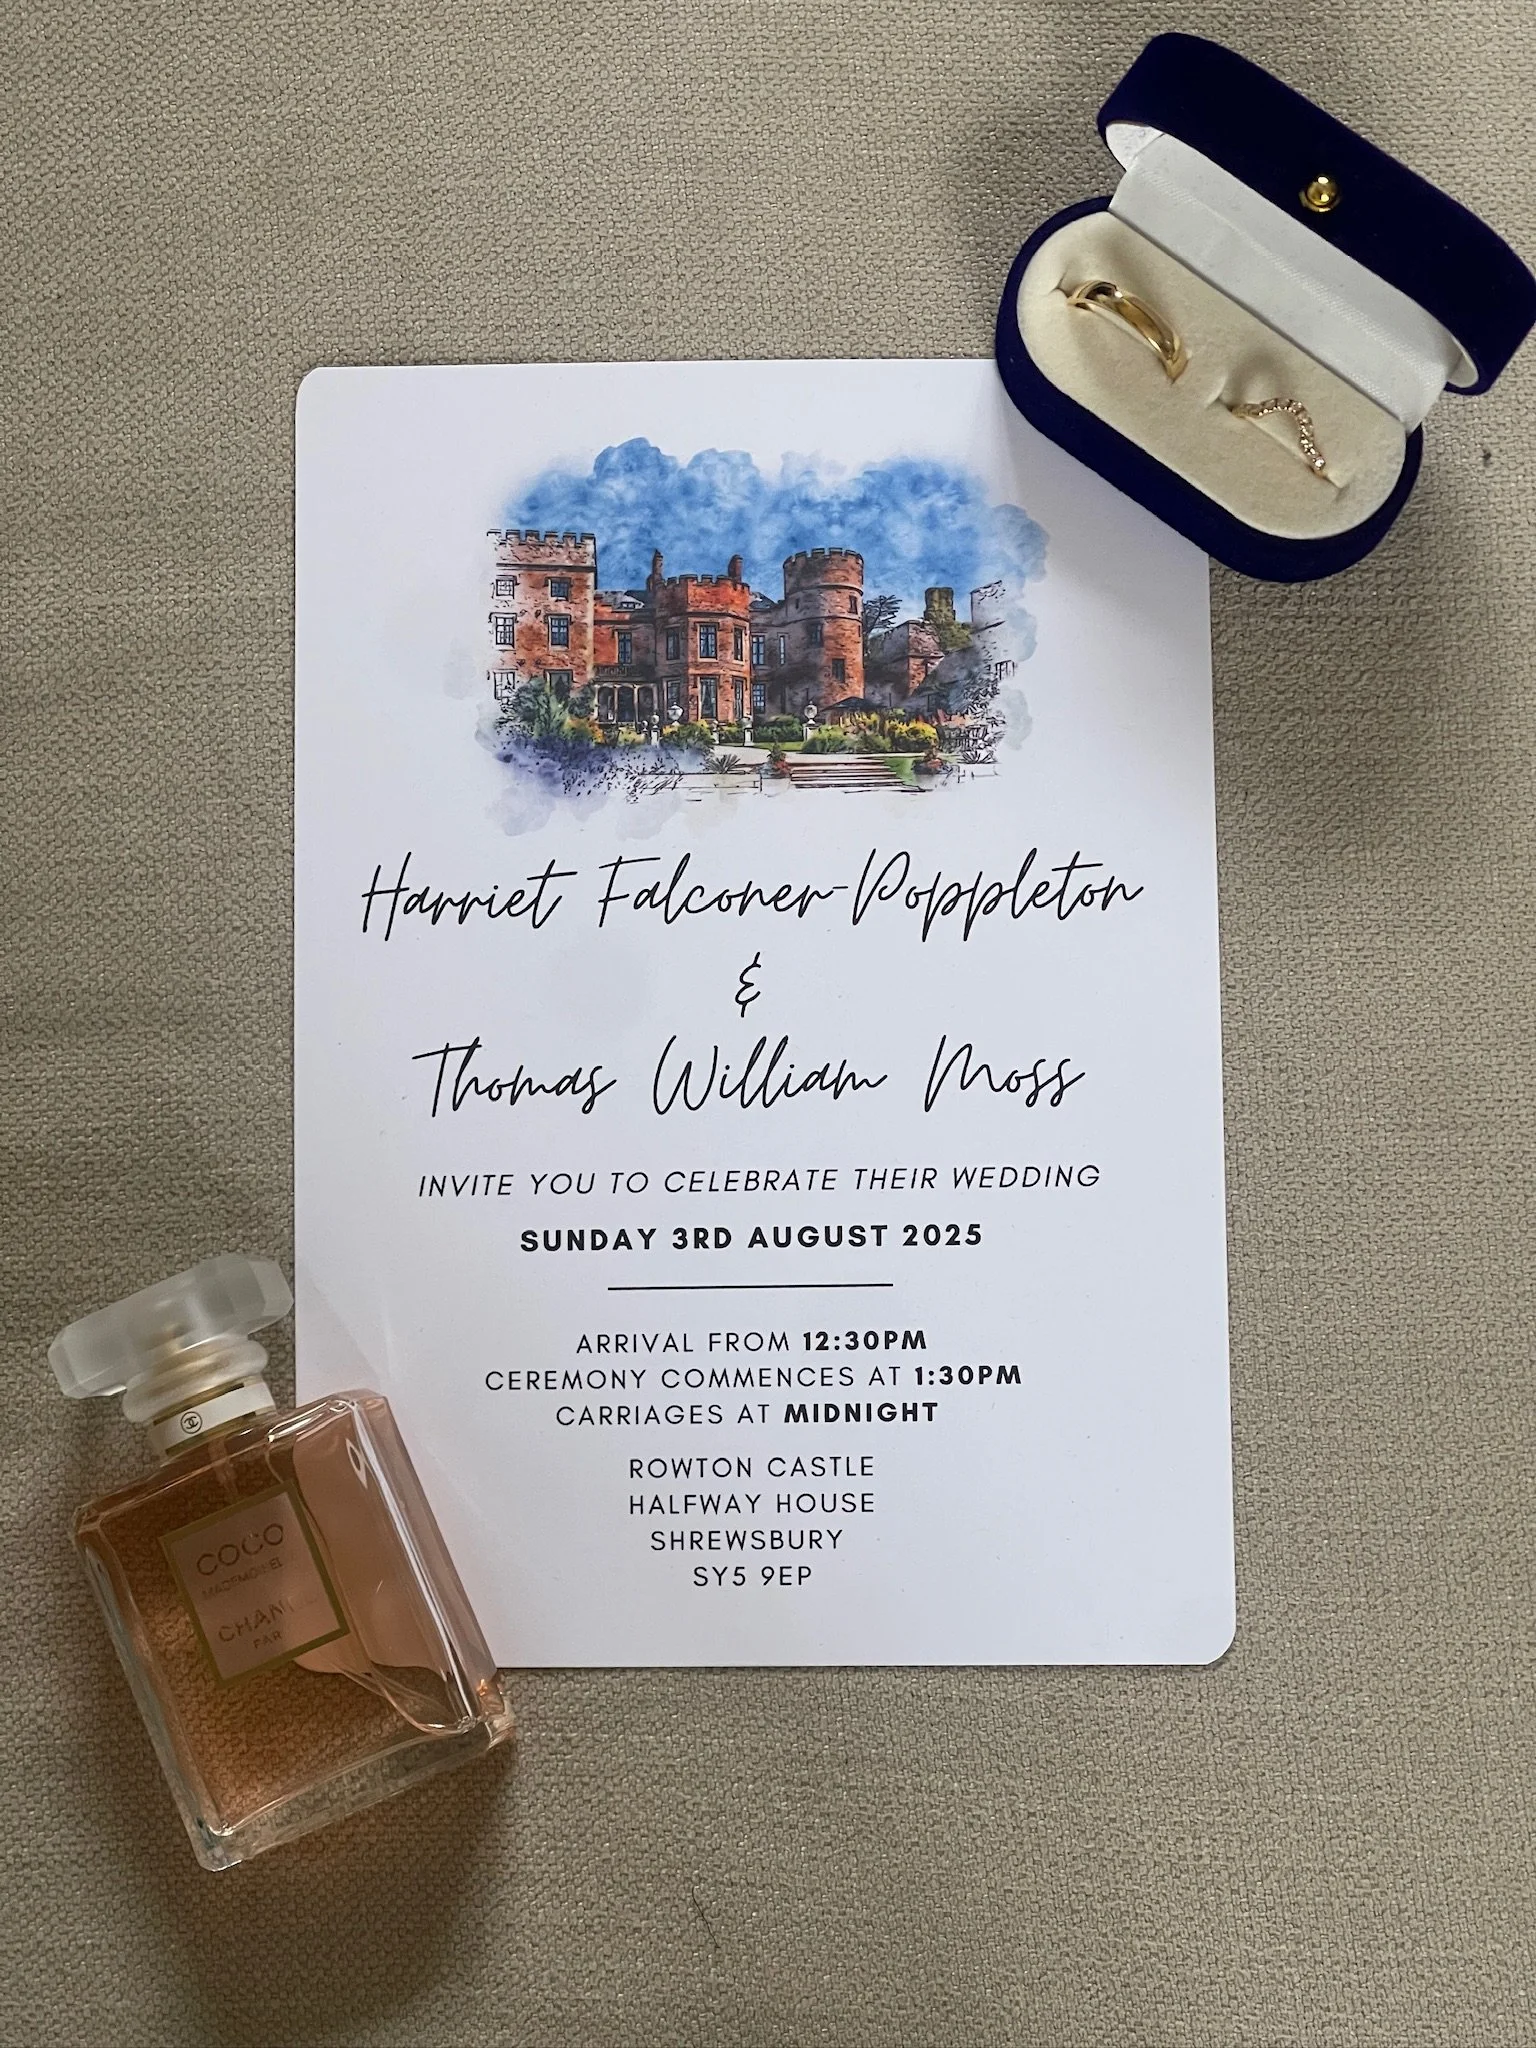 Harriet Falconer-Poppleton
&
Thomas William Moss
INVITE YOU TO CELEBRATE THEIR WEDDING
SUNDAY 3RD AUGUST 2025
ARRIVAL FROM 12:30PM
CEREMONY COMMENCES AT 1:30PM
CARRIAGES AT MIDNIGHT
ROWTON CASTLE
HALFWAY HOUSE
SHREWSBURY
SY5 9EP
COCO